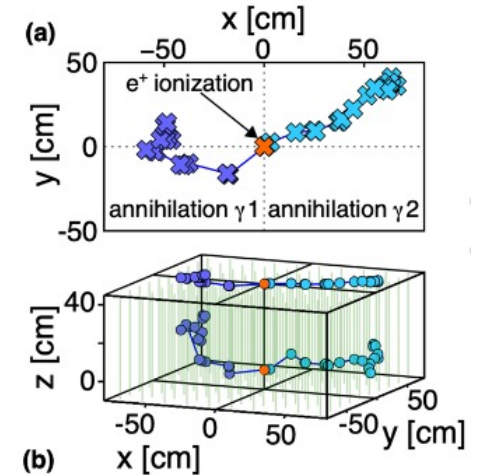 (a)
x [cm]
-50 0 50
50
e⁺ ionization
y [cm]
0
annihilation γ1 annihilation γ2
-50
40
z [cm]
0
-50 0 50
-50 50
y [cm]
x [cm]
(b)